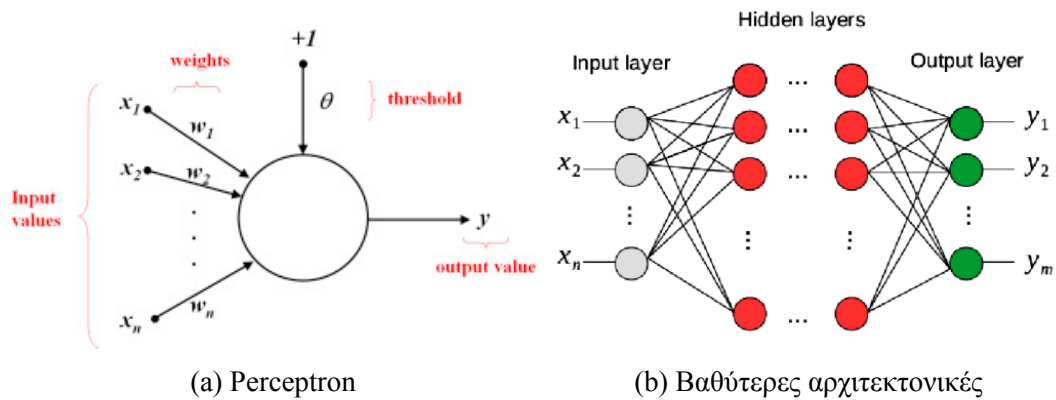 +1
weights
θ
threshold
x1
w1
x2
w2
Input
values
y
output value
wn
xn
(a) Perceptron
Hidden layers
Input layer
Output layer
x1
...
y1
x2
...
y2
...
xn
ym
...
(b) Βαθύτερες αρχιτεκτονικές